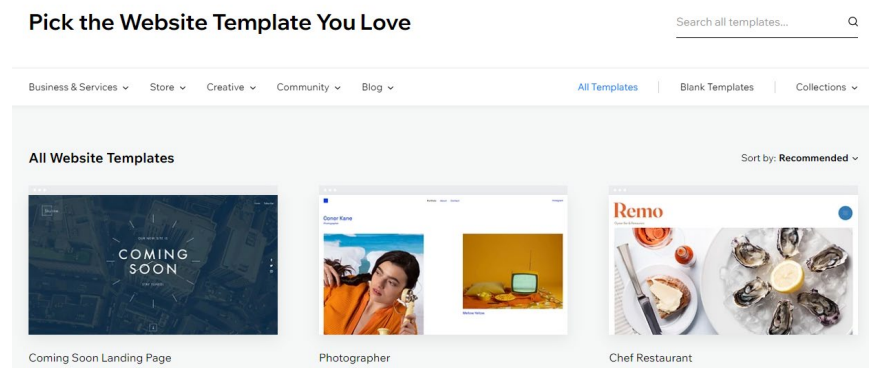 Pick the Website Template You Love
Search all templates...
Business & Services
Store
Creative
Community
Blog
All Templates
Blank Templates
Collections
All Website Templates
Sort by: Recommended
COMING
SOON
Conor Kane
Remo
Coming Soon Landing Page
Photographer
Chef Restaurant